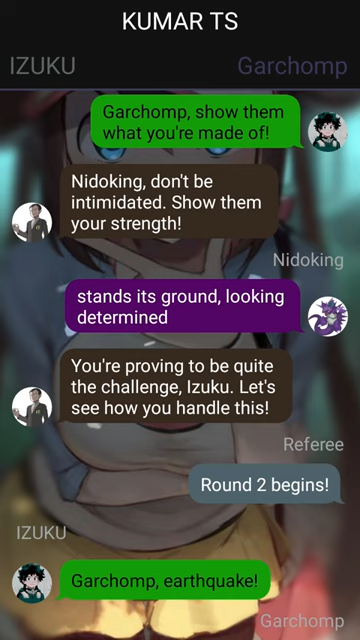 KUMAR TS
IZUKU
Garchomp
Garchomp, show them
what you're made of!
Nidoking, don't be
intimidated. Show them
your strength!
Nidoking
stands its ground, looking
determined
You're proving to be quite
the challenge, Izuku. Let's
see how you handle this!
Referee
Round 2 begins!
IZUKU
Garchomp, earthquake!
Garchomp